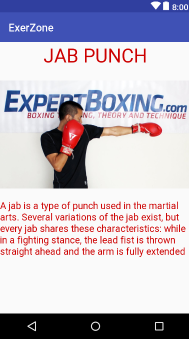 8:00
ExerZone
JAB PUNCH
EXPERTBOXING.com
BOXING TRAINING, THEORY AND TECHNIQUE
A jab is a type of punch used in the martial
arts. Several variations of the jab exist, but
every jab shares these characteristics: while
in a fighting stance, the lead fist is thrown
straight ahead and the arm is fully extended